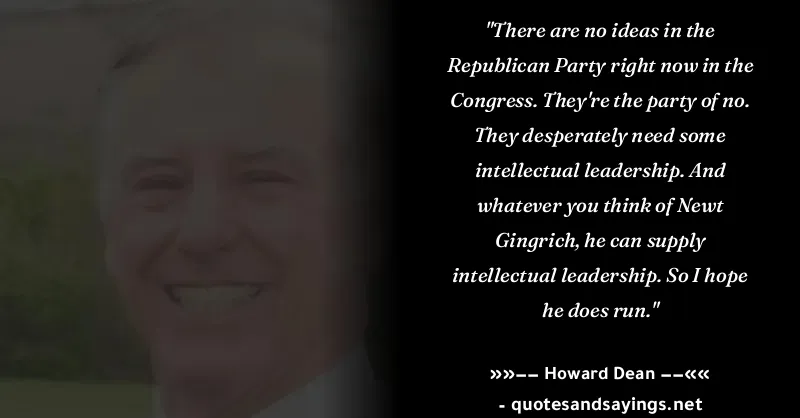 "There are no ideas in the
Republican Party right now in the
Congress. They're the party of no.
They desperately need some
intellectual leadership. And
whatever you think of Newt
Gingrich, he can supply
intellectual leadership. So I hope
he does run."
»»–– Howard Dean ––««
- quotesandsayings.net